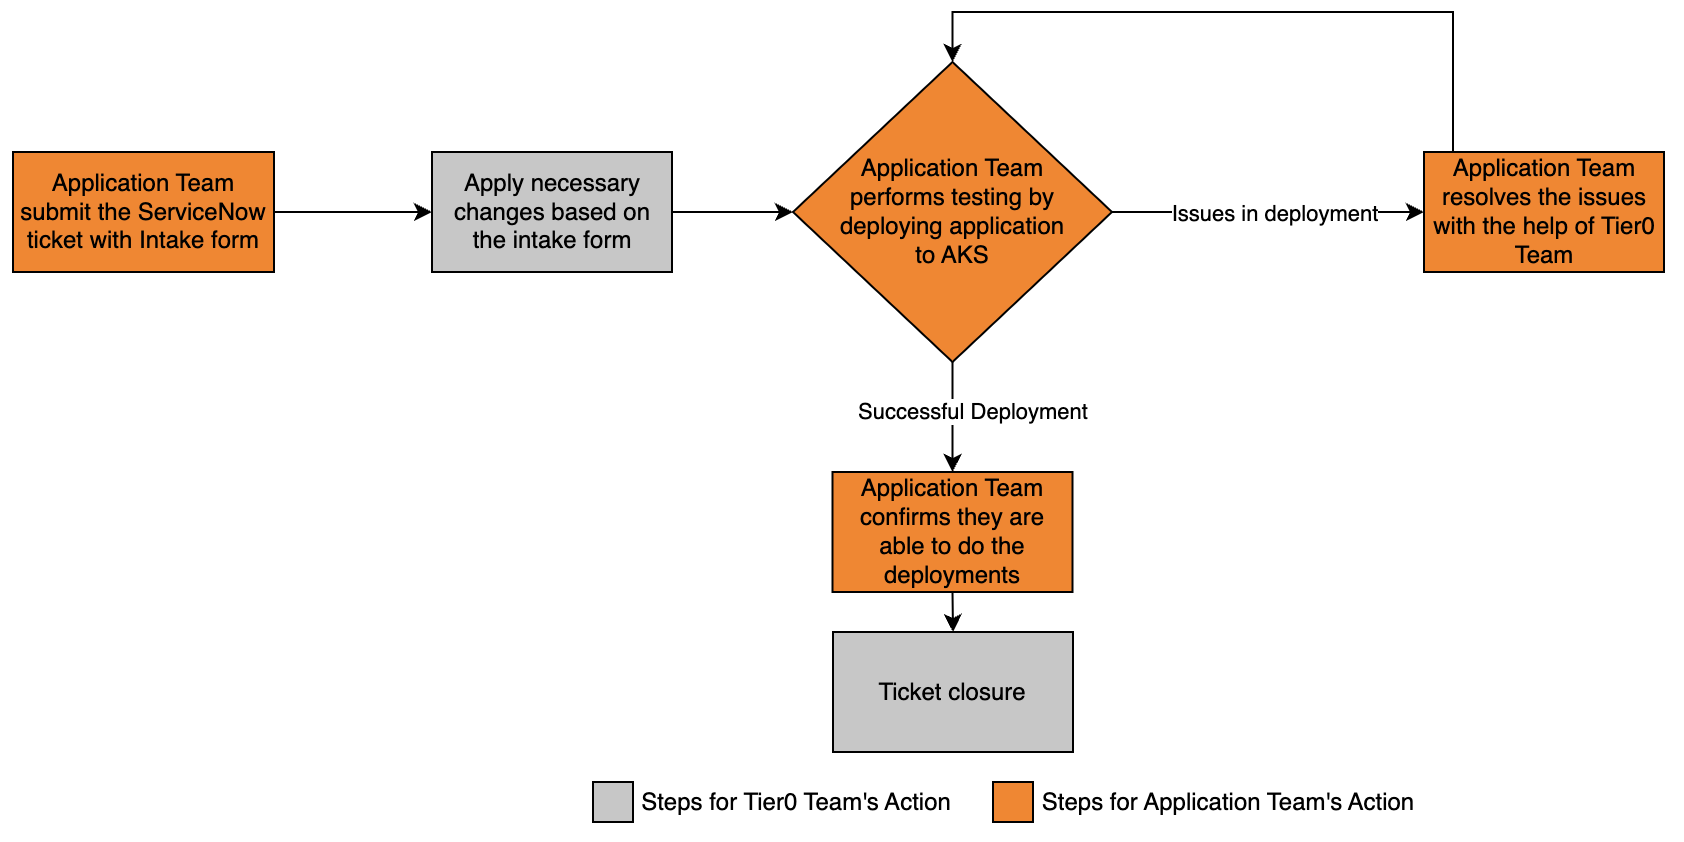 Application Team
submit the ServiceNow
ticket with Intake form
Apply necessary
changes based on
the intake form
Application Team
performs testing by
deploying application
to AKS
Issues in deployment
Application Team
resolves the issues
with the help of Tier0
Team
Successful Deployment
Application Team
confirms they are
able to do the
deployments
Ticket closure
Steps for Tier0 Team's Action
Steps for Application Team's Action